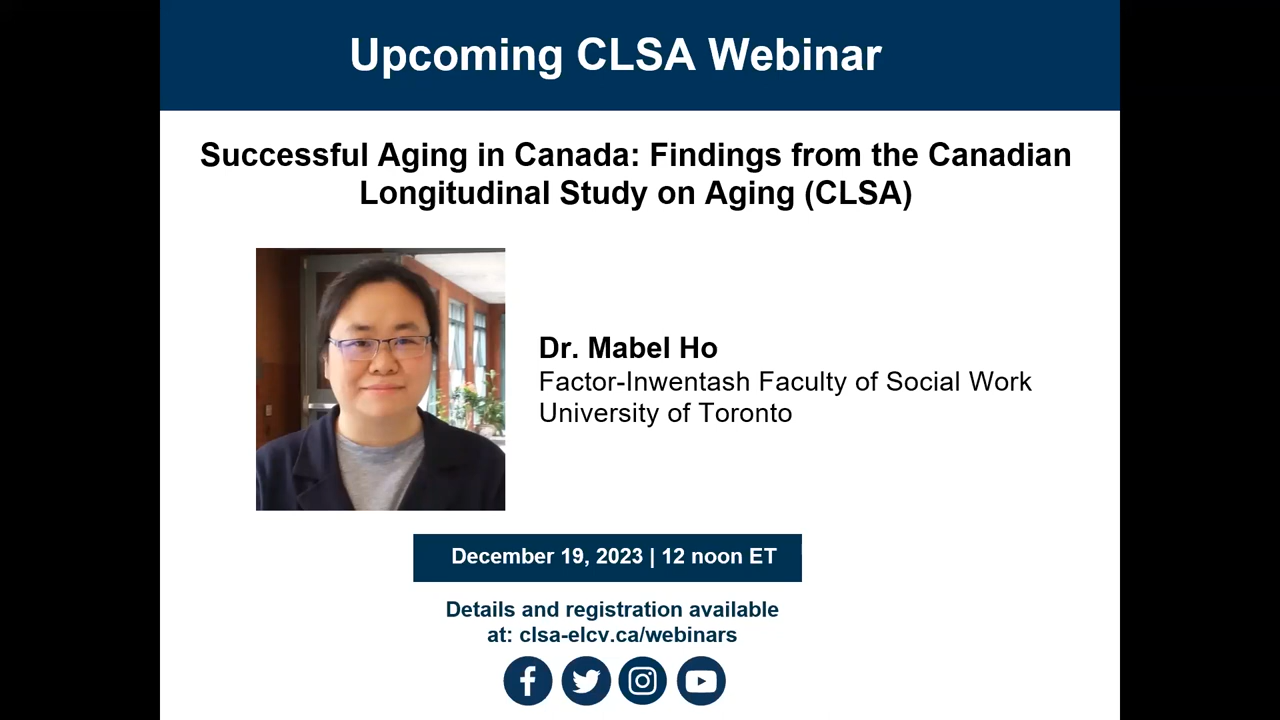 Upcoming CLSA Webinar
Successful Aging in Canada: Findings from the Canadian
Longitudinal Study on Aging (CLSA)
Dr. Mabel Ho
Factor-Inwentash Faculty of Social Work
University of Toronto
December 19, 2023 | 12 noon ET
Details and registration available
at: clsa-elcv.ca/webinars